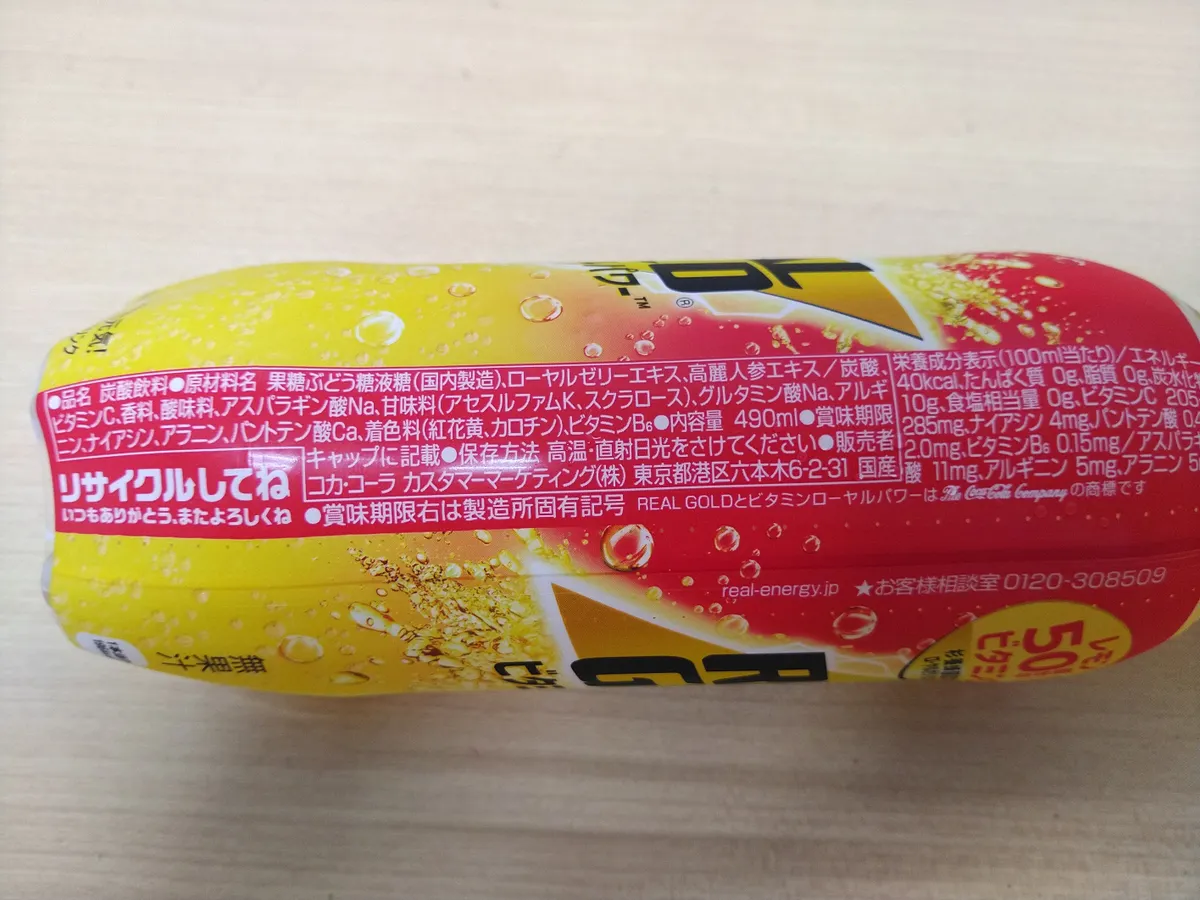 ●品名 炭酸飲料●原材料名 果糖ぶどう糖液糖(国内製造)、ローヤルゼリーエキス、高麗人参エキス/炭酸、
ビタミンC、香料、酸味料、アスパラギン酸Na、甘味料(アセスルファムK、スクラロース)、グルタミン酸Na、アルギ
ニン、ナイアシン、アラニン、パントテン酸Ca、着色料(紅花黄、カロチン)、ビタミンB₆●内容量 490ml●賞味期限
キャップに記載●保存方法 高温・直射日光をさけてください●販売者
コカ・コーラ カスタマーマーケティング(株) 東京都港区六本木6-2-31 国産
リサイクルしてね
いつもありがとう、またよろしくね
●賞味期限右は製造所固有記号
REAL GOLDとビタミンローヤルパワーは The Coca-Cola Company の商標です
栄養成分表示(100ml当たり)/エネルギー
40kcal、たんぱく質 0g、脂質 0g、炭水化
10g、食塩相当量 0g、ビタミンC 205
285mg、ナイアシン 4mg、パントテン酸
2.0mg、ビタミンB₆ 0.15mg/アスパラ
酸 11mg、アルギニン 5mg、アラニン
real-energy.jp ★お客様相談室 0120-308509
パワー™
LD®
無果汁
ビタミ
R
G
レモン
50
ビタミン